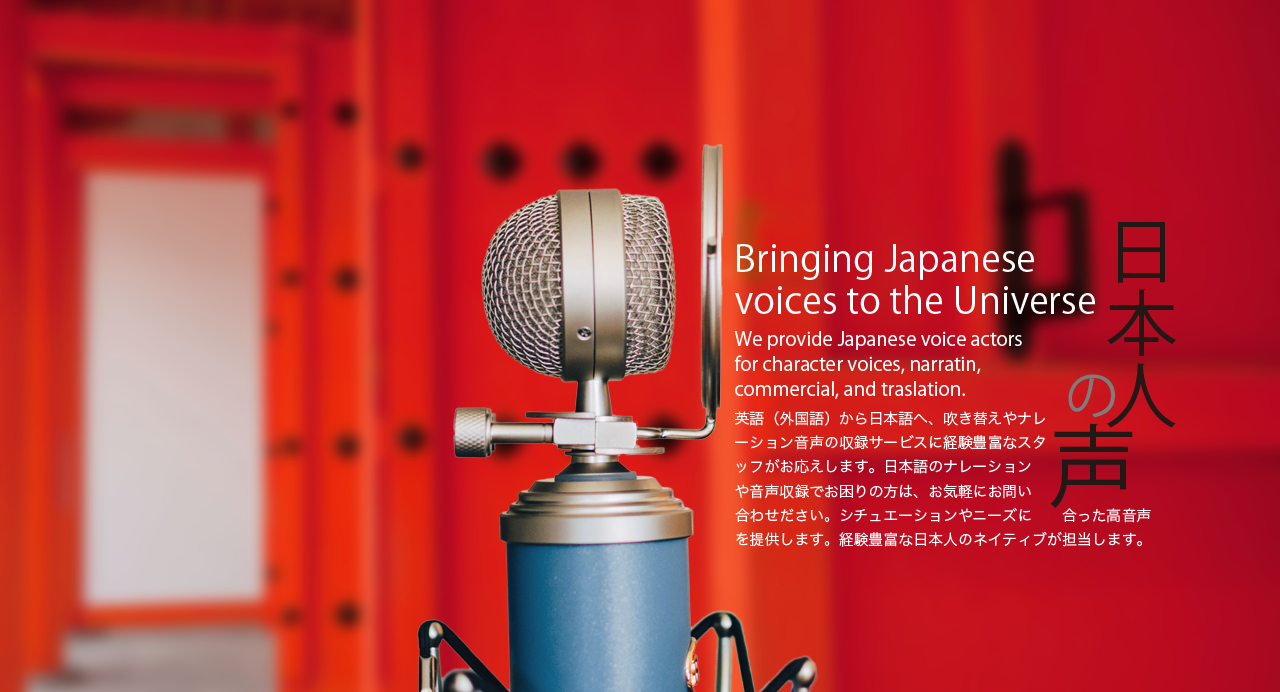 Bringing Japanese
voices to the Universe
We provide Japanese voice actors
for character voices, narratin,
commercial, and traslation.
英語（外国語）から日本語へ、吹き替えやナレ
ーション音声の収録サービスに経験豊富なスタ
ッフがお応えします。日本語のナレーション
や音声収録でお困りの方は、お気軽にお問い
合わせださい。シチュエーションやニーズに　　合った高音声
を提供します。経験豊富な日本人のネイティブが担当します。
日本人の声